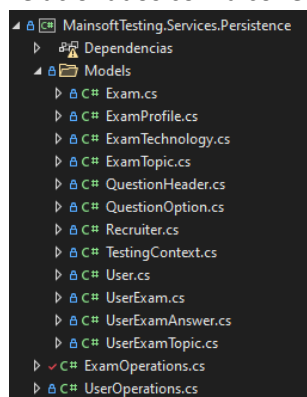 C# MainsoftTesting.Services.Persistence
Dependencias
Models
C# Exam.cs
C# ExamProfile.cs
C# ExamTechnology.cs
C# ExamTopic.cs
C# QuestionHeader.cs
C# QuestionOption.cs
C# Recruiter.cs
C# TestingContext.cs
C# User.cs
C# UserExam.cs
C# UserExamAnswer.cs
C# UserExamTopic.cs
C# ExamOperations.cs
C# UserOperations.cs